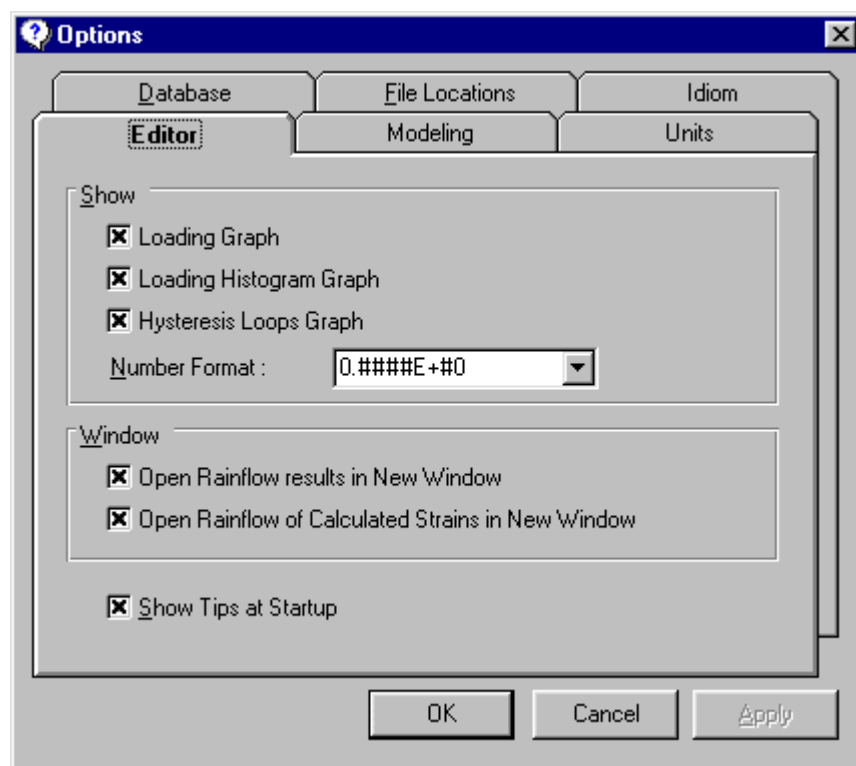 Options
Database File Locations Idiom
Editor Modeling Units
Show
Loading Graph
Loading Histogram Graph
Hysteresis Loops Graph
Number Format : 0.####E+#0
Window
Open Rainflow results in New Window
Open Rainflow of Calculated Strains in New Window
Show Tips at Startup
OK Cancel Apply